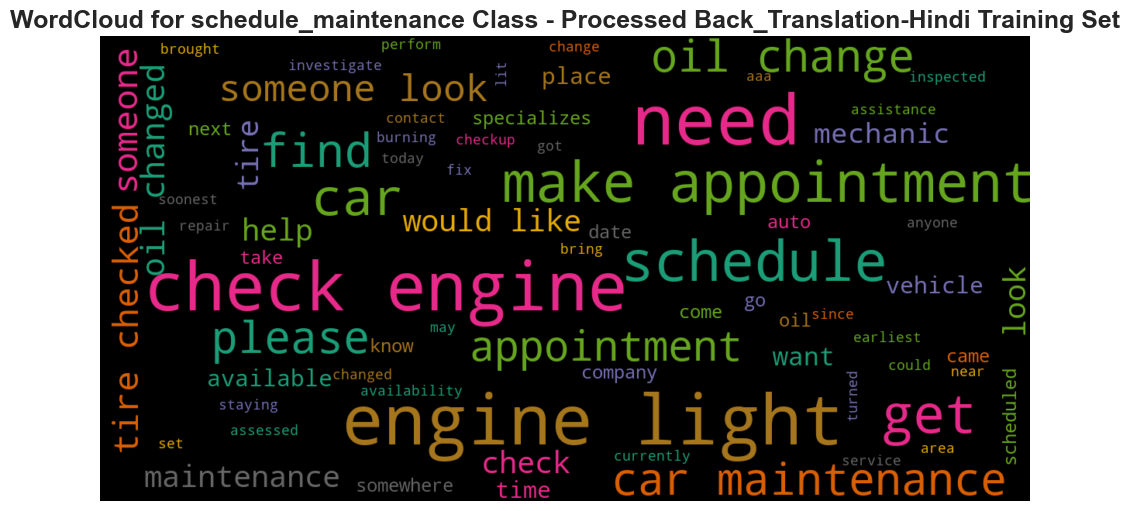 WordCloud for schedule_maintenance Class - Processed Back_Translation-Hindi Training Set
brought
perform
change
oil change
someone
investigate
lit
place
aaa
inspected
someone look
oil changed
contact
specializes
assistance
need
mechanic
next
tire
find
burning
checkup
got
today
fix
car
make appointment
soonest
repair
help
would like
date
auto
anyone
take
bring
schedule
check engine
tire checked
vehicle
look
go
come
oil
since
please
may
know
appointment
earliest
want
could
came
near
available
changed
company
availability
turned
scheduled
staying
assessed
engine light
get
set
check
currently
area
service
maintenance
somewhere
time
car maintenance